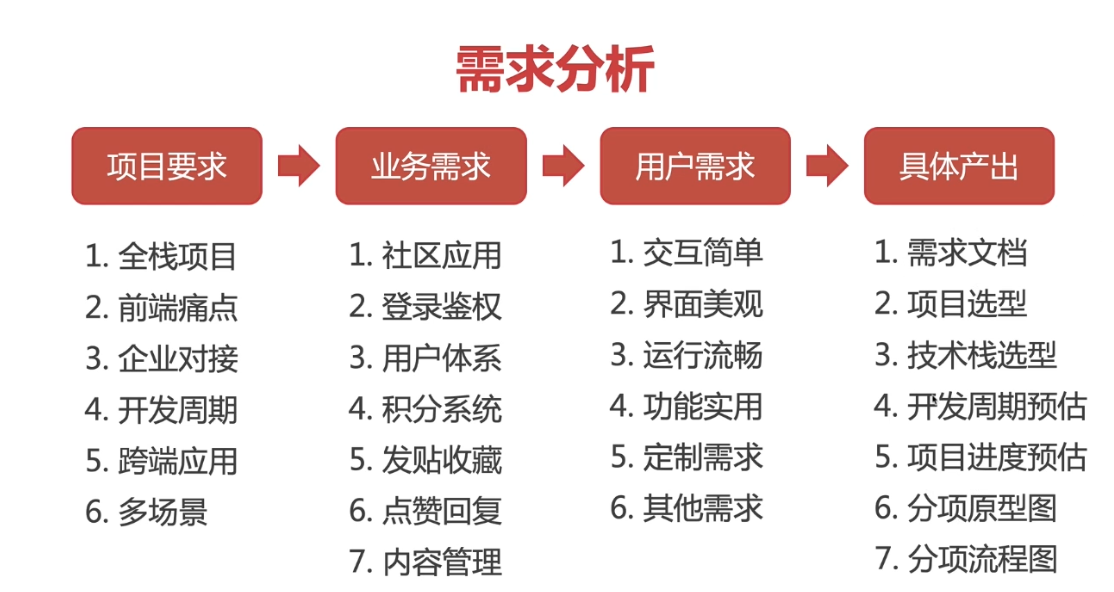 需求分析
项目要求
业务需求
用户需求
具体产出
1. 全栈项目
2. 前端痛点
3. 企业对接
4. 开发周期
5. 跨端应用
6. 多场景
1. 社区应用
2. 登录鉴权
3. 用户体系
4. 积分系统
5. 发贴收藏
6. 点赞回复
7. 内容管理
1. 交互简单
2. 界面美观
3. 运行流畅
4. 功能实用
5. 定制需求
6. 其他需求
1. 需求文档
2. 项目选型
3. 技术栈选型
4. 开发周期预估
5. 项目进度预估
6. 分项原型图
7. 分项流程图